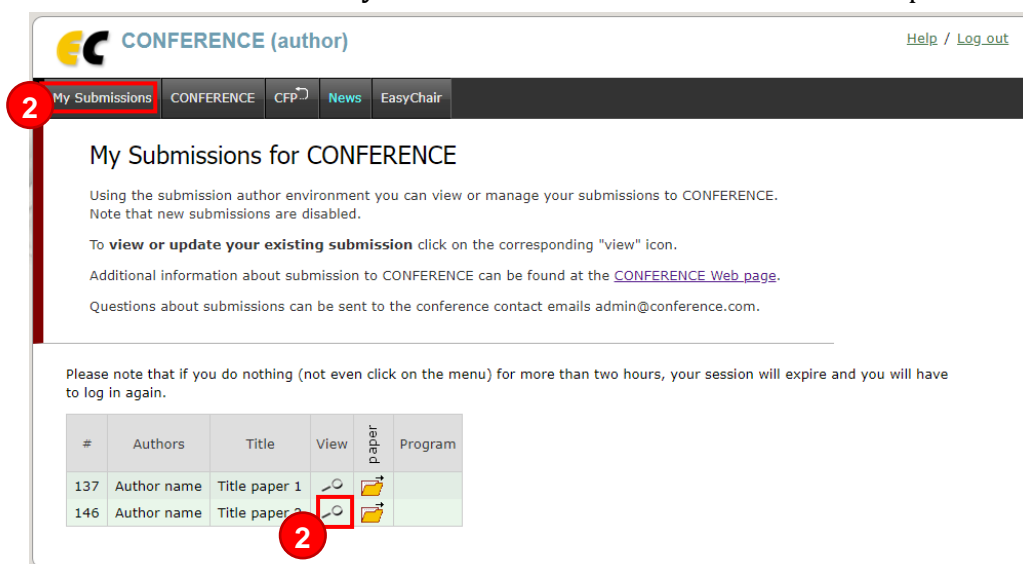 EC CONFERENCE (author)
Help / Log out
My Submissions CONFERENCE CFP News EasyChair
2
My Submissions for CONFERENCE
Using the submission author environment you can view or manage your submissions to CONFERENCE.
Note that new submissions are disabled.
To view or update your existing submission click on the corresponding "view" icon.
Additional information about submission to CONFERENCE can be found at the CONFERENCE Web page.
Questions about submissions can be sent to the conference contact emails admin@conference.com.
Please note that if you do nothing (not even click on the menu) for more than two hours, your session will expire and you will have
to log in again.
# Authors Title View paper Program
137 Author name Title paper 1
146 Author name Title paper
2